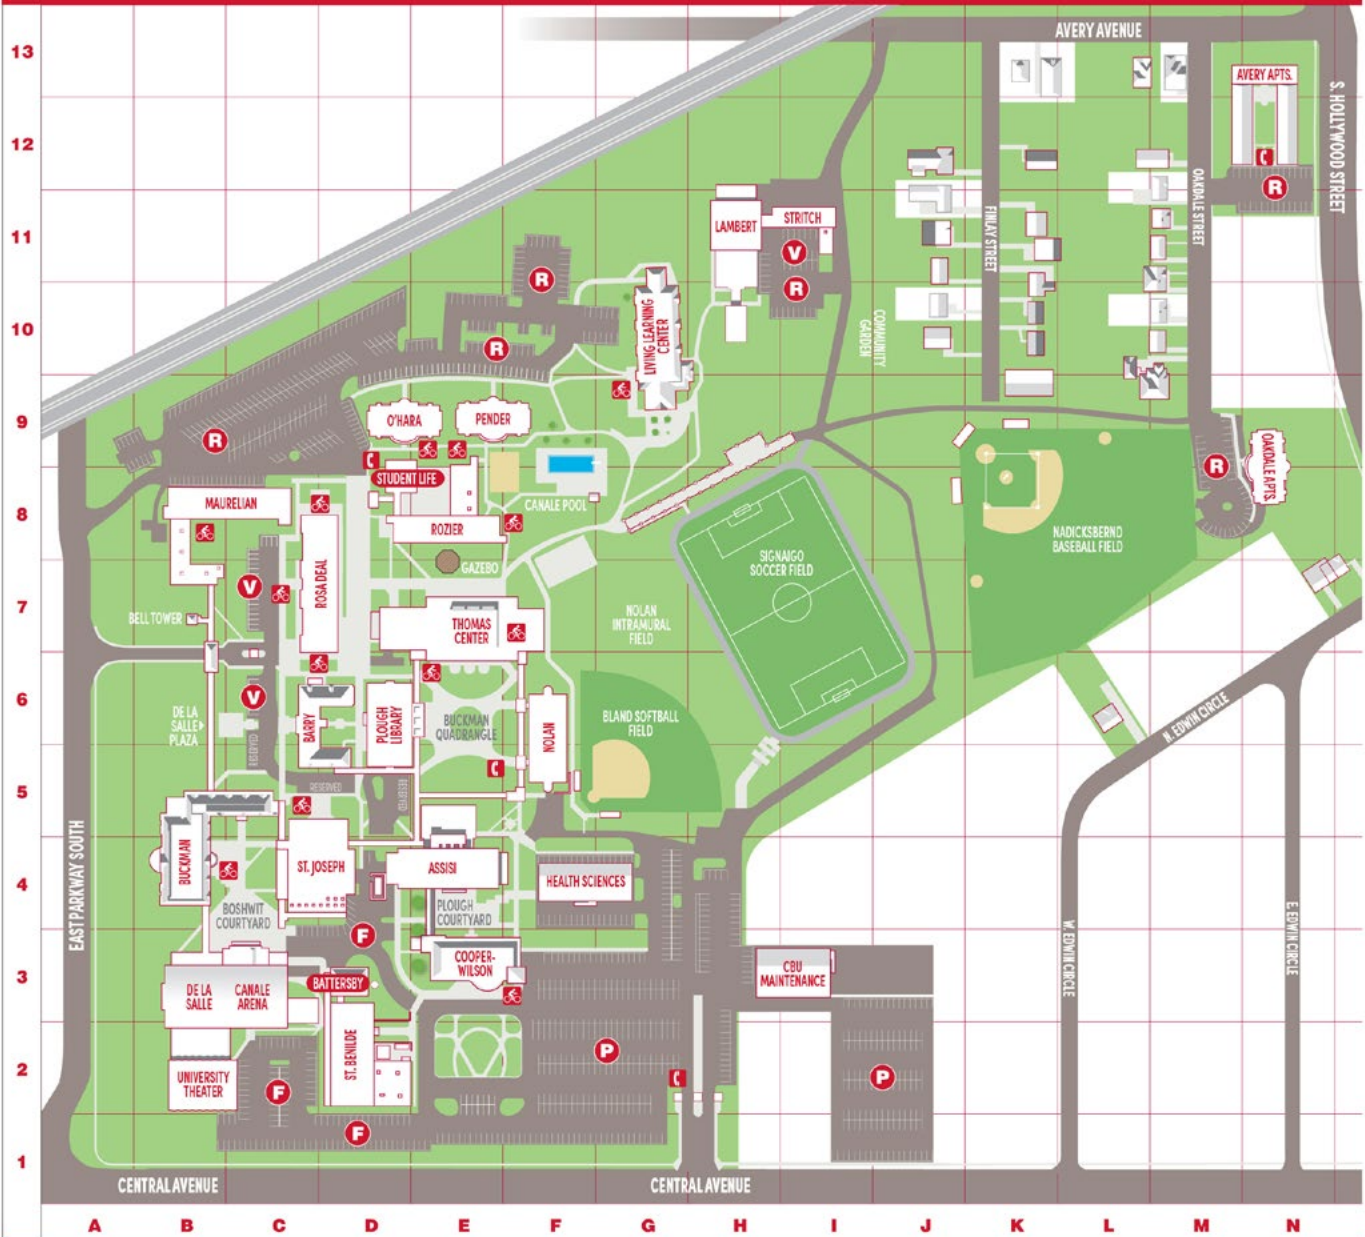 13
AVERY AVENUE
AVERY APTS.
S. HOLLYWOOD STREET
12
OAKDALE STREET
R
FINLAY STREET
11
LAMBERT
STRITCH
V
R
R
10
LIVING LEARNING
CENTER
COMMUNITY
GARDEN
R
9
O'HARA
PENDER
R
OAKDALE APTS.
R
STUDENT LIFE
8
MAURELIAN
ROZIER
CANALE POOL
NADICKSBERND
BASEBALL FIELD
SIGNAIGO
SOCCER FIELD
GAZEBO
ROSA DEAL
V
7
BELL TOWER
THOMAS
CENTER
NOLAN
INTRAMURAL
FIELD
6
V
DE LA
SALLE
PLAZA
BARRY
PLOUGH
LIBRARY
BUCKMAN
QUADRANGLE
NOLAN
BLAND SOFTBALL
FIELD
N. EDWIN CIRCLE
RESERVED
5
RESERVED
RESERVED
EAST PARKWAY SOUTH
4
BUCKMAN
ST. JOSEPH
ASSISI
HEALTH SCIENCES
BOSHWIT
COURTYARD
PLOUGH
COURTYARD
F
W. EDWIN CIRCLE
E. EDWIN CIRCLE
3
DE LA
SALLE
CANALE
ARENA
BATTERSBY
COOPER-
WILSON
CBU
MAINTENANCE
2
UNIVERSITY
THEATER
F
ST. BENILDE
P
P
F
1
CENTRAL AVENUE
CENTRAL AVENUE
A B C D E F G H I J K L M N